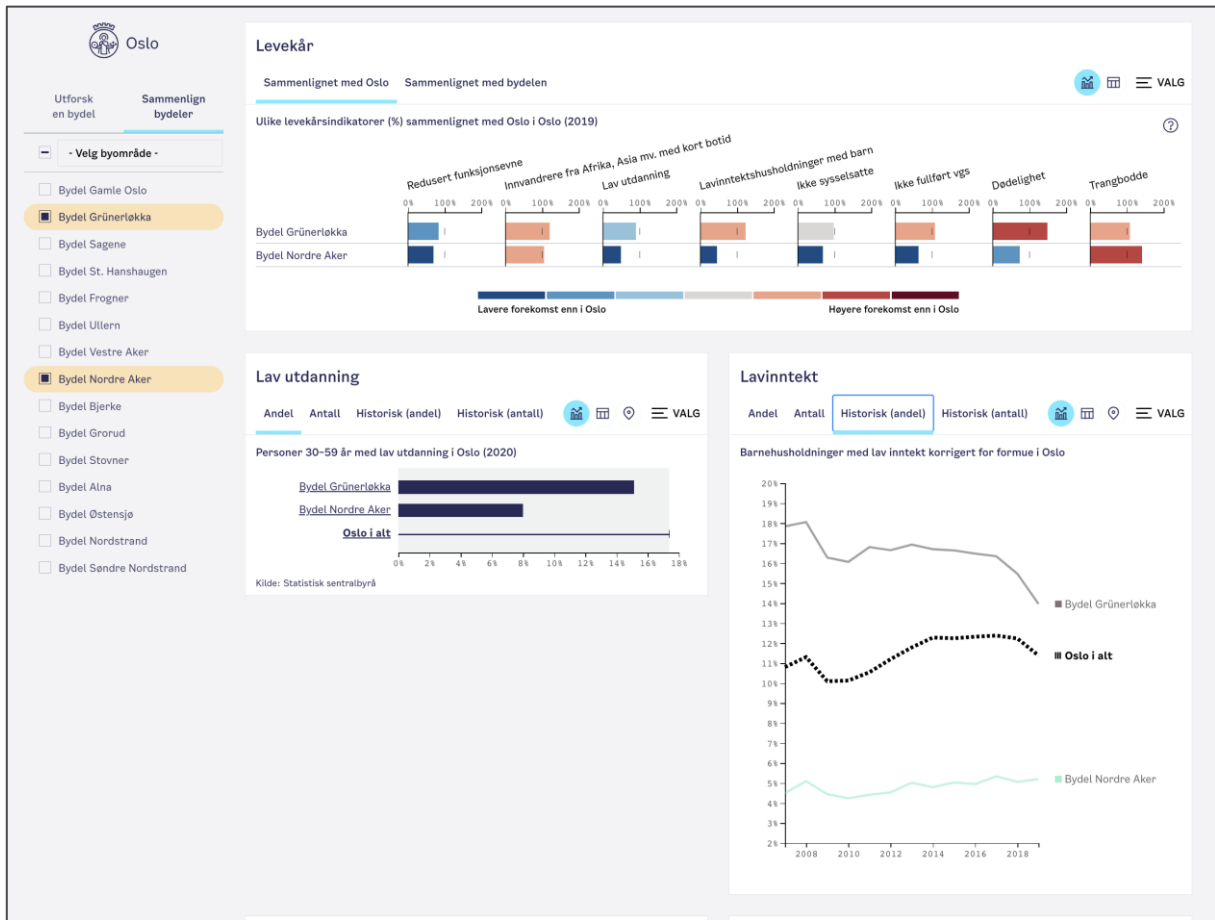 Oslo
Utforsk en bydel
Sammenlign bydeler
- Velg byområde -
Bydel Gamle Oslo
Bydel Grünerløkka
Bydel Sagene
Bydel St. Hanshaugen
Bydel Frogner
Bydel Ullern
Bydel Vestre Aker
Bydel Nordre Aker
Bydel Bjerke
Bydel Grorud
Bydel Stovner
Bydel Alna
Bydel Østensjø
Bydel Nordstrand
Bydel Søndre Nordstrand
Levekår
Sammenlignet med Oslo Sammenlignet med bydelen VALG
Ulike levekårsindikatorer (%) sammenlignet med Oslo i Oslo (2019) ?
Redusert funksjonsevne
Innvandrere fra Afrika, Asia mv. med kort botid
Lav utdanning
Lavinntektshusholdninger med barn
Ikke sysselsatte
Ikke fullført vgs
Dødelighet
Trangbodde
0% 100% 200% 0% 100% 200% 0% 100% 200% 0% 100% 200% 0% 100% 200% 0% 100% 200% 0% 100% 200% 0% 100% 200%
Bydel Grünerløkka
Bydel Nordre Aker
Lavere forekomst enn i Oslo Høyere forekomst enn i Oslo
Lav utdanning
Andel Antall Historisk (andel) Historisk (antall) VALG
Personer 30-59 år med lav utdanning i Oslo (2020)
Bydel Grünerløkka
Bydel Nordre Aker
Oslo i alt
0% 2% 4% 6% 8% 10% 12% 14% 16% 18%
Kilde: Statistisk sentralbyrå
Lavinntekt
Andel Antall Historisk (andel) Historisk (antall) VALG
Barnehusholdninger med lav inntekt korrigert for formue i Oslo
20%
19%
18%
17%
16%
15%
14%
Bydel Grünerløkka
13%
12%
Oslo i alt
11%
10%
9%
8%
7%
6%
5%
Bydel Nordre Aker
4%
3%
2%
2008 2010 2012 2014 2016 2018